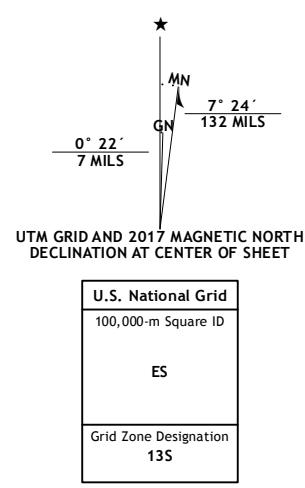 ★
MN
7° 24´
132 MILS
GN
0° 22´
7 MILS
UTM GRID AND 2017 MAGNETIC NORTH
DECLINATION AT CENTER OF SHEET
U.S. National Grid
100,000-m Square ID
ES
Grid Zone Designation
13S